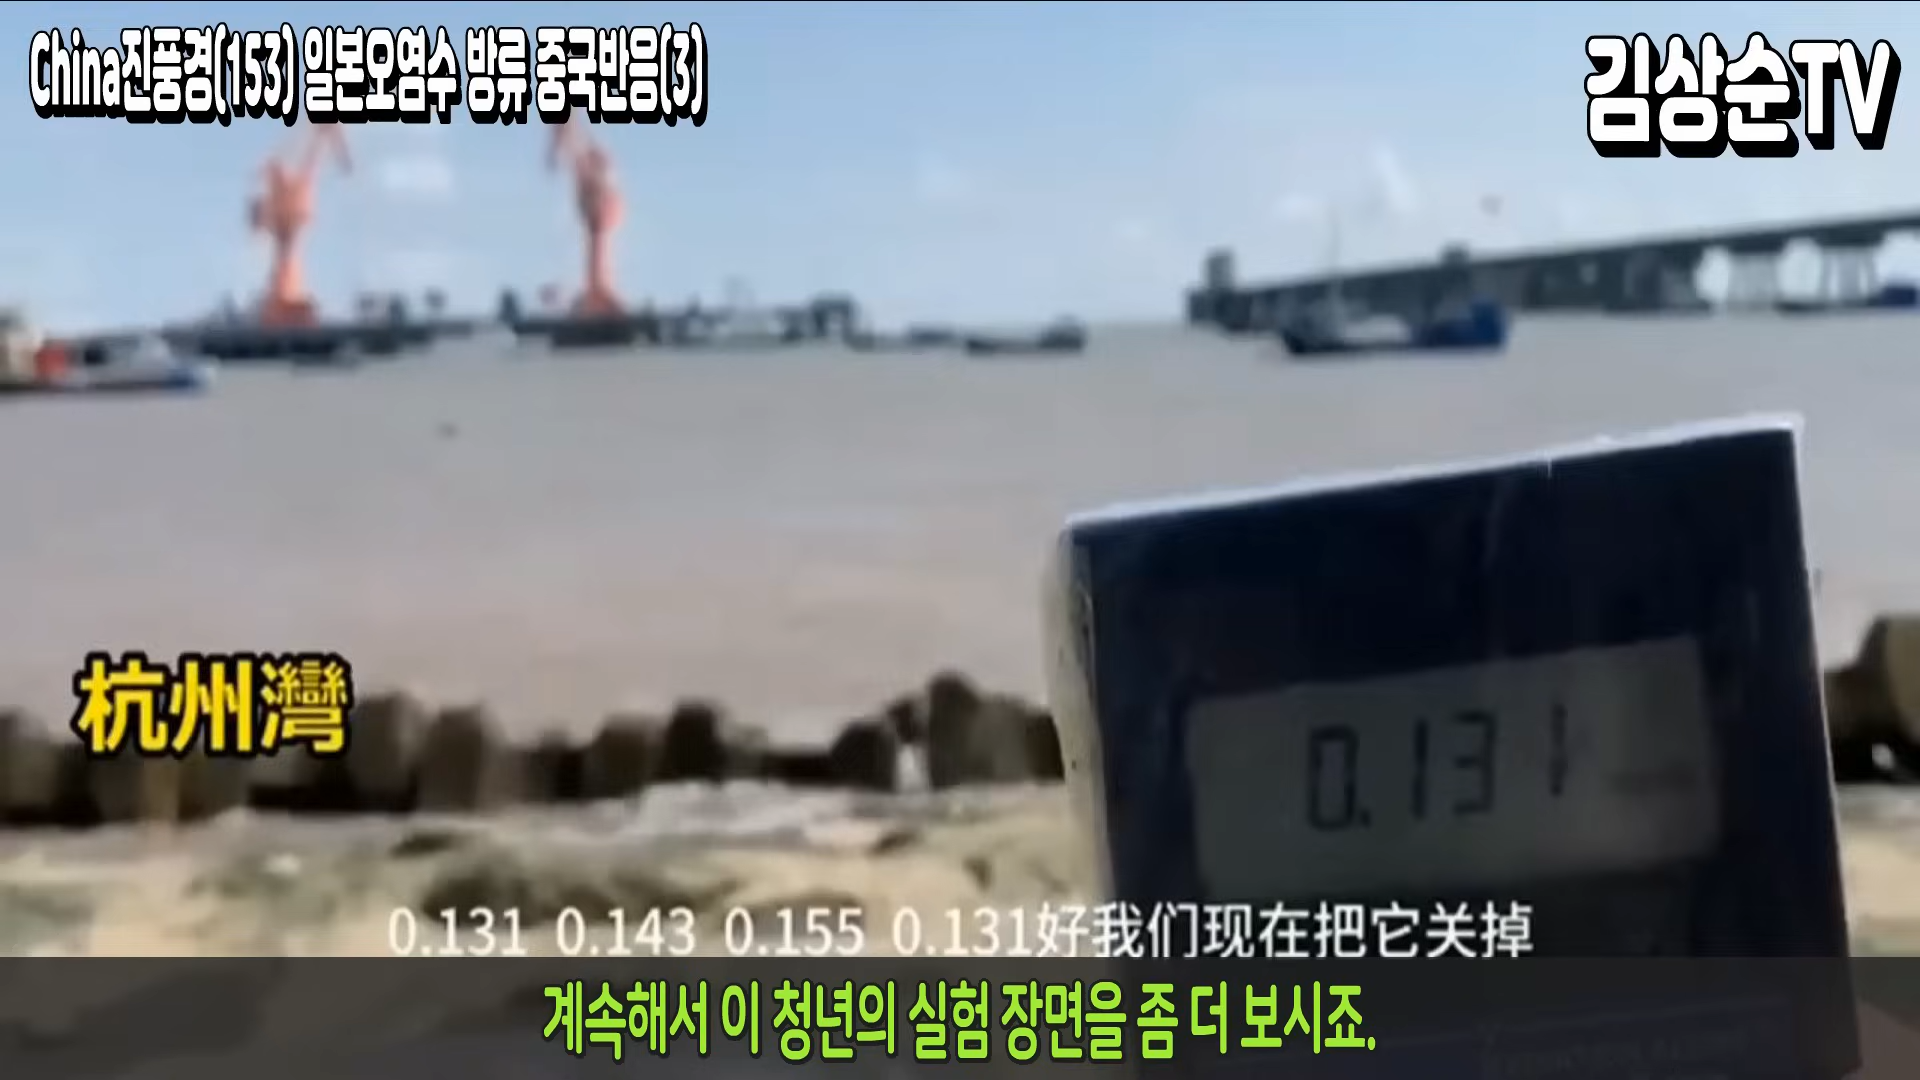 China진풍경(153) 일본오염수 방류 중국반응(3)
김상순TV
杭州灣
0.131
0.131 0.143 0.155 0.131好我们现在把它关掉
계속해서 이 청년의 실험 장면을 좀 더 보시죠.